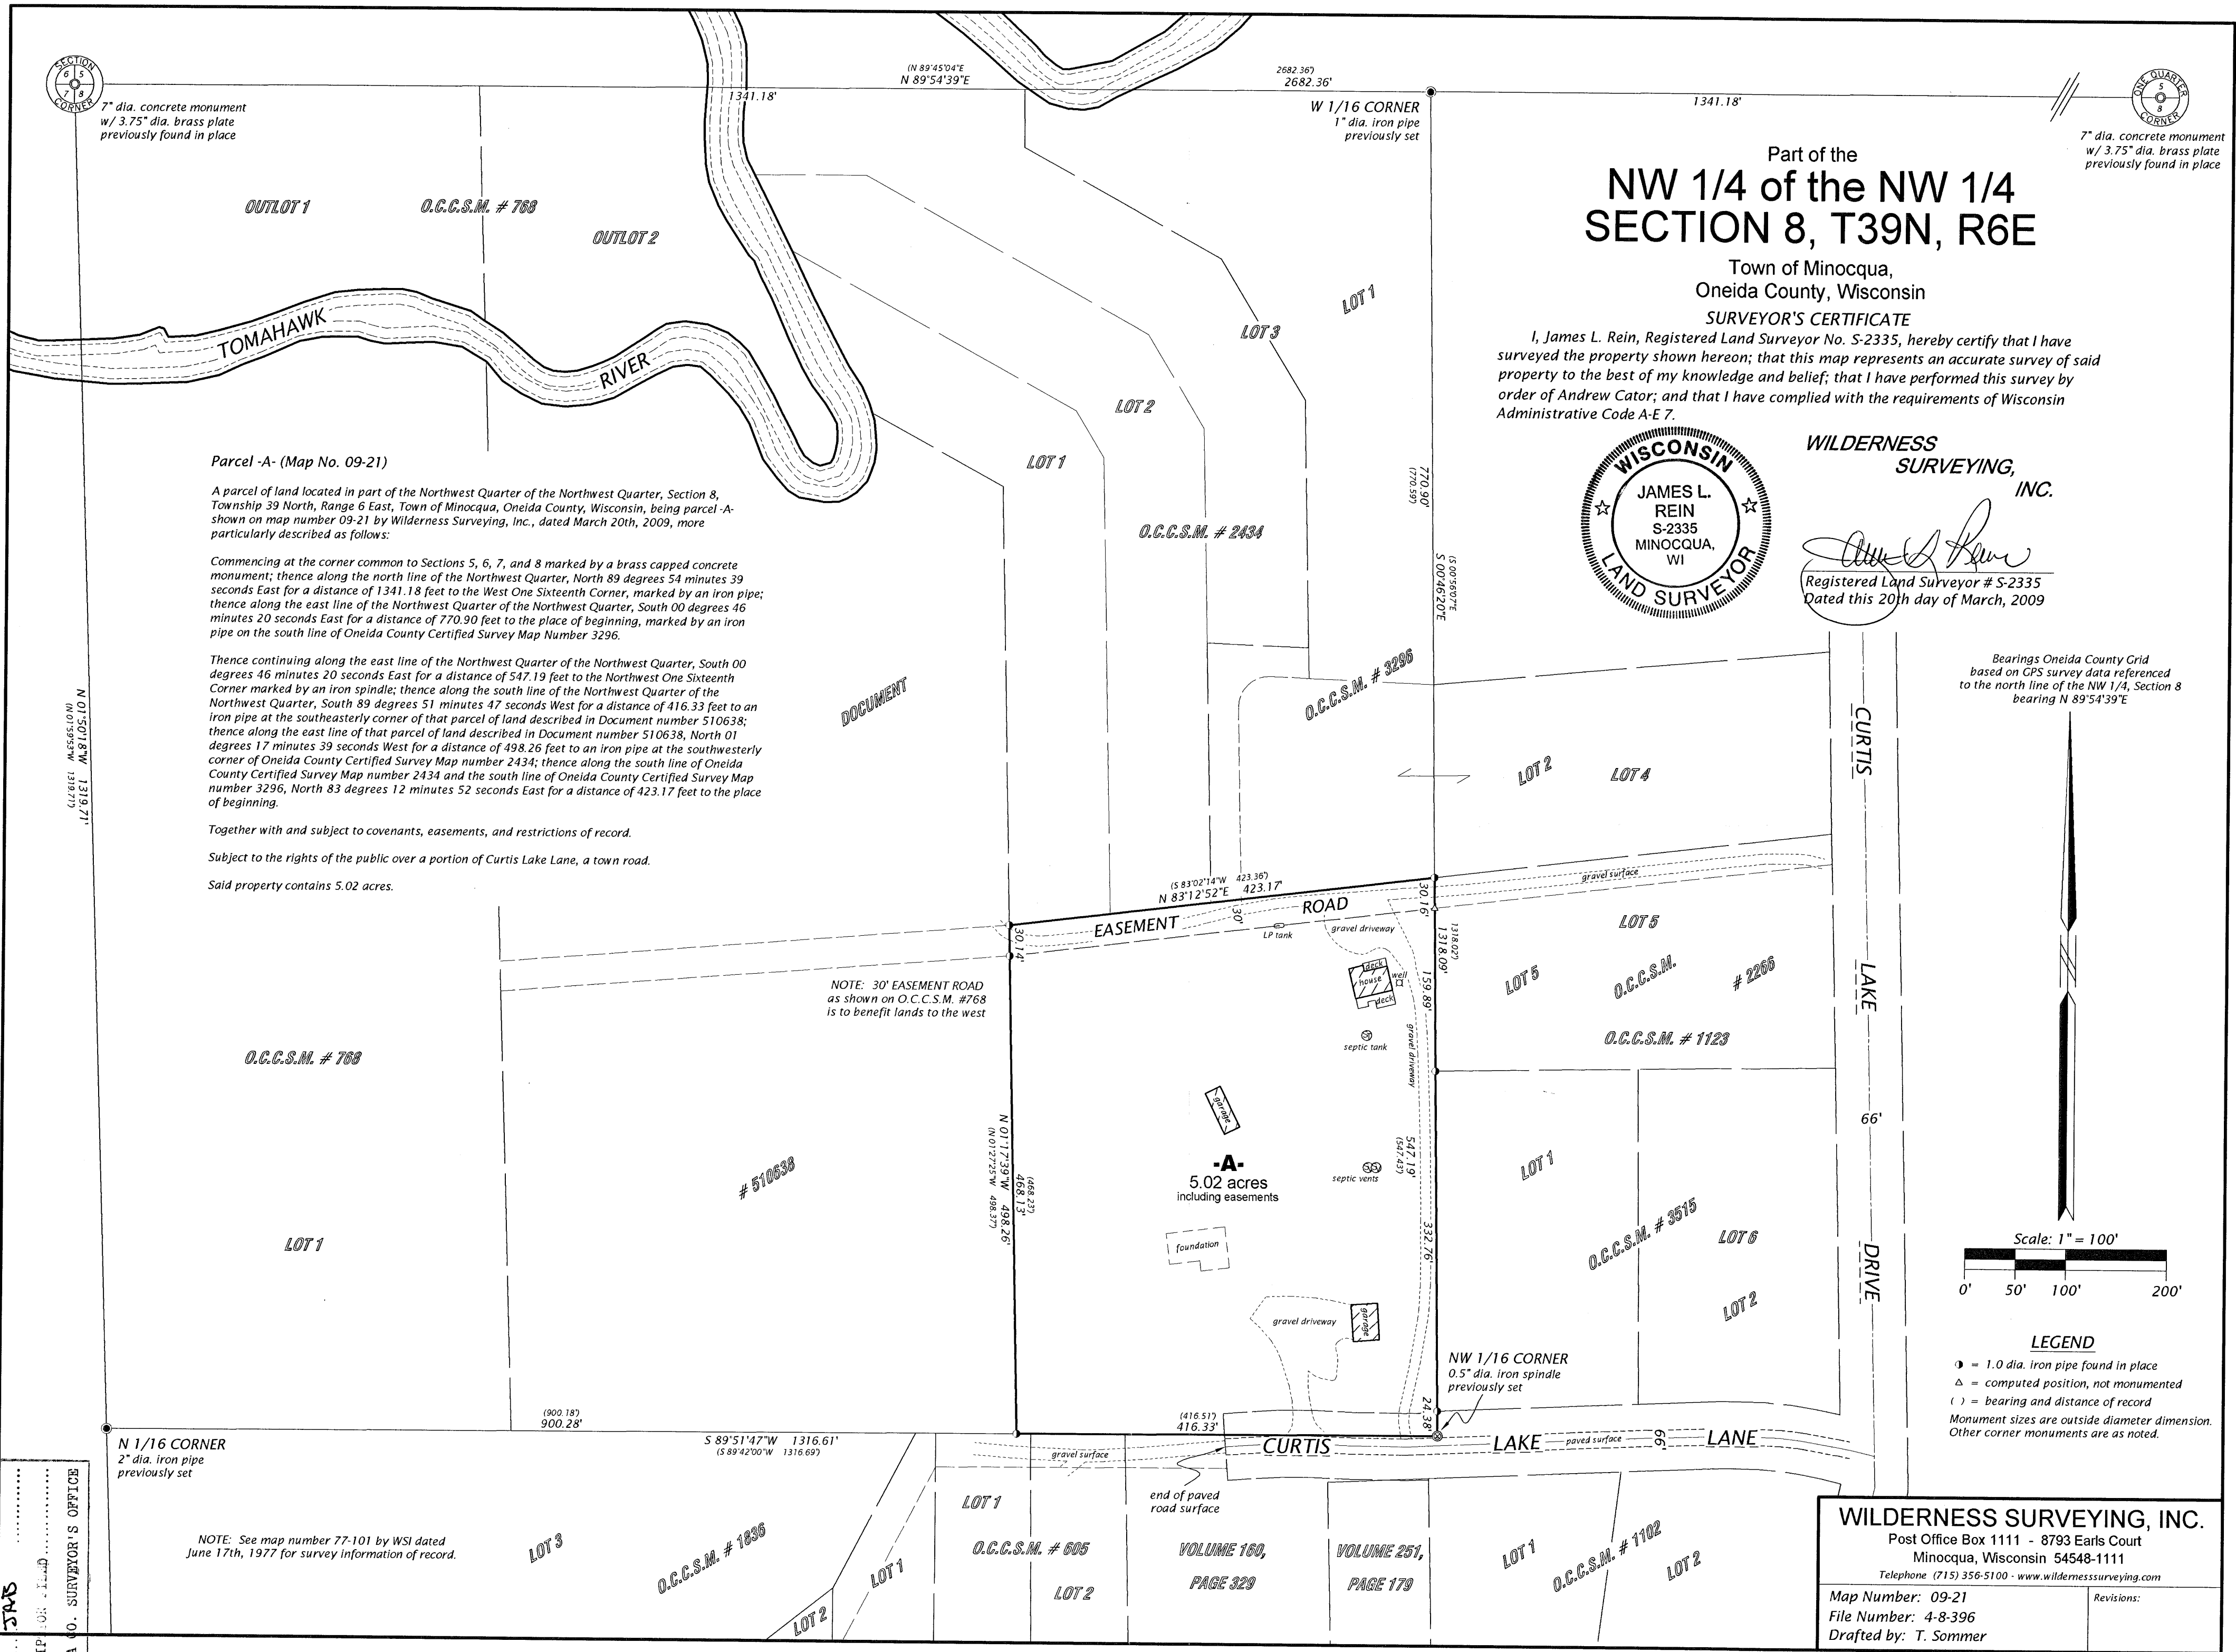 SECTION
6 5
7 8
CORNER
7" dia. concrete monument
w/ 3.75" dia. brass plate
previously found in place
(N 89°45'04"E
2682.36')
N 89°54'39"E
2682.36'
1341.18'
W 1/16 CORNER
1" dia. iron pipe
previously set
1341.18'
ONE QUARTER
5
8
CORNER
7" dia. concrete monument
w/ 3.75" dia. brass plate
previously found in place
Part of the
NW 1/4 of the NW 1/4
SECTION 8, T39N, R6E
Town of Minocqua,
Oneida County, Wisconsin
SURVEYOR'S CERTIFICATE
I, James L. Rein, Registered Land Surveyor No. S-2335, hereby certify that I have
surveyed the property shown hereon; that this map represents an accurate survey of said
property to the best of my knowledge and belief; that I have performed this survey by
order of Andrew Cator; and that I have complied with the requirements of Wisconsin
Administrative Code A-E 7.
WISCONSIN
JAMES L.
REIN
S-2335
MINOCQUA,
WI
LAND SURVEYOR
WILDERNESS
SURVEYING,
INC.
Registered Land Surveyor # S-2335
Dated this 20th day of March, 2009
OUTLOT 1
O.C.C.S.M. # 768
OUTLOT 2
TOMAHAWK
RIVER
LOT 1
LOT 3
LOT 2
LOT 1
O.C.C.S.M. # 2434
770.90'
(770.59')
(S 00°56'07"E
S 00°46'20"E
Parcel -A- (Map No. 09-21)
A parcel of land located in part of the Northwest Quarter of the Northwest Quarter, Section 8,
Township 39 North, Range 6 East, Town of Minocqua, Oneida County, Wisconsin, being parcel -A-
shown on map number 09-21 by Wilderness Surveying, Inc., dated March 20th, 2009, more
particularly described as follows:
Commencing at the corner common to Sections 5, 6, 7, and 8 marked by a brass capped concrete
monument; thence along the north line of the Northwest Quarter, North 89 degrees 54 minutes 39
seconds East for a distance of 1341.18 feet to the West One Sixteenth Corner, marked by an iron pipe;
thence along the east line of the Northwest Quarter of the Northwest Quarter, South 00 degrees 46
minutes 20 seconds East for a distance of 770.90 feet to the place of beginning, marked by an iron
pipe on the south line of Oneida County Certified Survey Map Number 3296.
Thence continuing along the east line of the Northwest Quarter of the Northwest Quarter, South 00
degrees 46 minutes 20 seconds East for a distance of 547.19 feet to the Northwest One Sixteenth
Corner marked by an iron spindle; thence along the south line of the Northwest Quarter of the
Northwest Quarter, South 89 degrees 51 minutes 47 seconds West for a distance of 416.33 feet to an
iron pipe at the southeasterly corner of that parcel of land described in Document number 510638;
thence along the east line of that parcel of land described in Document number 510638, North 01
degrees 17 minutes 39 seconds West for a distance of 498.26 feet to an iron pipe at the southwesterly
corner of Oneida County Certified Survey Map number 2434; thence along the south line of Oneida
County Certified Survey Map number 2434 and the south line of Oneida County Certified Survey Map
number 3296, North 83 degrees 12 minutes 52 seconds East for a distance of 423.17 feet to the place
of beginning.
Together with and subject to covenants, easements, and restrictions of record.
Subject to the rights of the public over a portion of Curtis Lake Lane, a town road.
Said property contains 5.02 acres.
N 01°50'18"W 1319.71'
(N 01°59'53"W 1319.71')
DOCUMENT
# 510638
O.C.C.S.M. # 3296
LOT 2
LOT 4
CURTIS
LAKE
DRIVE
66'
Bearings Oneida County Grid
based on GPS survey data referenced
to the north line of the NW 1/4, Section 8
bearing N 89°54'39"E
(S 83°02'14"W 423.36')
N 83°12'52"E 423.17'
EASEMENT
ROAD
30'
30.14'
30.16'
LP tank
gravel driveway
gravel surface
1318.02')
1318.09'
159.89'
NOTE: 30' EASEMENT ROAD
as shown on O.C.C.S.M. #768
is to benefit lands to the west
deck
house
deck
well
septic tank
gravel driveway
garage
LOT 5
LOT 5
O.C.C.S.M.
# 2266
O.C.C.S.M. # 1123
O.C.C.S.M. # 768
LOT 1
N 01°17'39"W 498.26'
(N 01°27'25"W 498.37')
(468.23')
468.13'
-A-
5.02 acres
including easements
septic vents
547.19'
(547.43')
332.76'
foundation
gravel driveway
garage
LOT 1
O.C.C.S.M. # 3515
LOT 6
LOT 2
Scale: 1" = 100'
0' 50' 100' 200'
LEGEND
= 1.0 dia. iron pipe found in place
Δ = computed position, not monumented
( ) = bearing and distance of record
Monument sizes are outside diameter dimension.
Other corner monuments are as noted.
NW 1/16 CORNER
0.5" dia. iron spindle
previously set
24.38'
(900.18')
900.28'
(416.51')
416.33'
S 89°51'47"W 1316.61'
(S 89°42'00"W 1316.69')
N 1/16 CORNER
2" dia. iron pipe
previously set
gravel surface
CURTIS
LAKE
paved surface
66'
LANE
end of paved
road surface
NOTE: See map number 77-101 by WSI dated
June 17th, 1977 for survey information of record.
LOT 3
O.C.C.S.M. # 1836
LOT 1
LOT 2
LOT 1
O.C.C.S.M. # 605
LOT 2
VOLUME 160,
PAGE 329
VOLUME 251,
PAGE 179
LOT 1
O.C.C.S.M. # 1102
LOT 2
WILDERNESS SURVEYING, INC.
Post Office Box 1111 - 8793 Earls Court
Minocqua, Wisconsin 54548-1111
Telephone (715) 356-5100 - www.wildernesssurveying.com
Map Number: 09-21
File Number: 4-8-396
Drafted by: T. Sommer
Revisions:
JAB
CO. SURVEYOR'S OFFICE